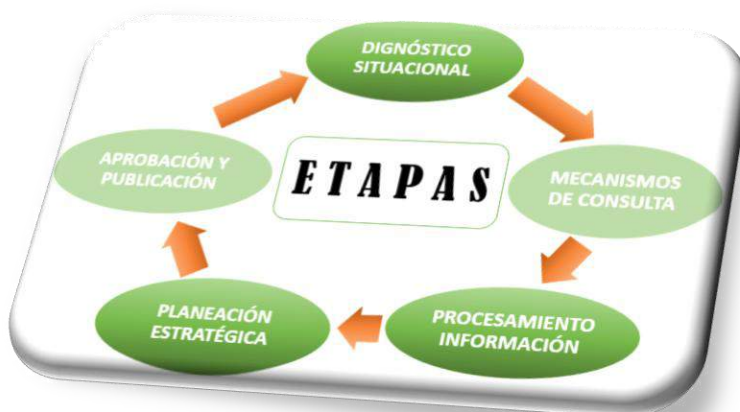 DIGNÓSTICO
SITUACIONAL
APROBACIÓN Y
PUBLICACIÓN
ETAPAS
MECANISMOS
DE CONSULTA
PLANEACIÓN
ESTRATÉGICA
PROCESAMIENTO
INFORMACIÓN